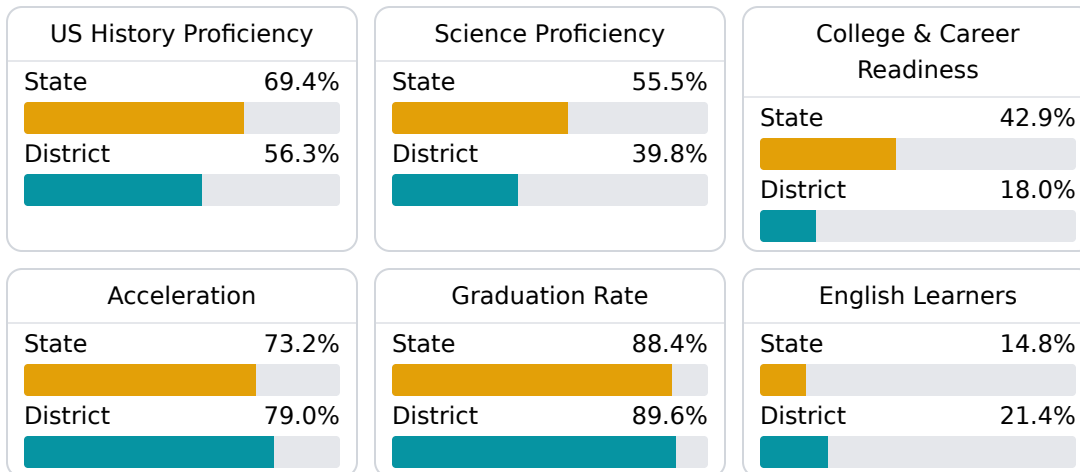 US History Proficiency
State 69.4%
District 56.3%
Science Proficiency
State 55.5%
District 39.8%
College & Career
Readiness
State 42.9%
District 18.0%
Acceleration
State 73.2%
District 79.0%
Graduation Rate
State 88.4%
District 89.6%
English Learners
State 14.8%
District 21.4%